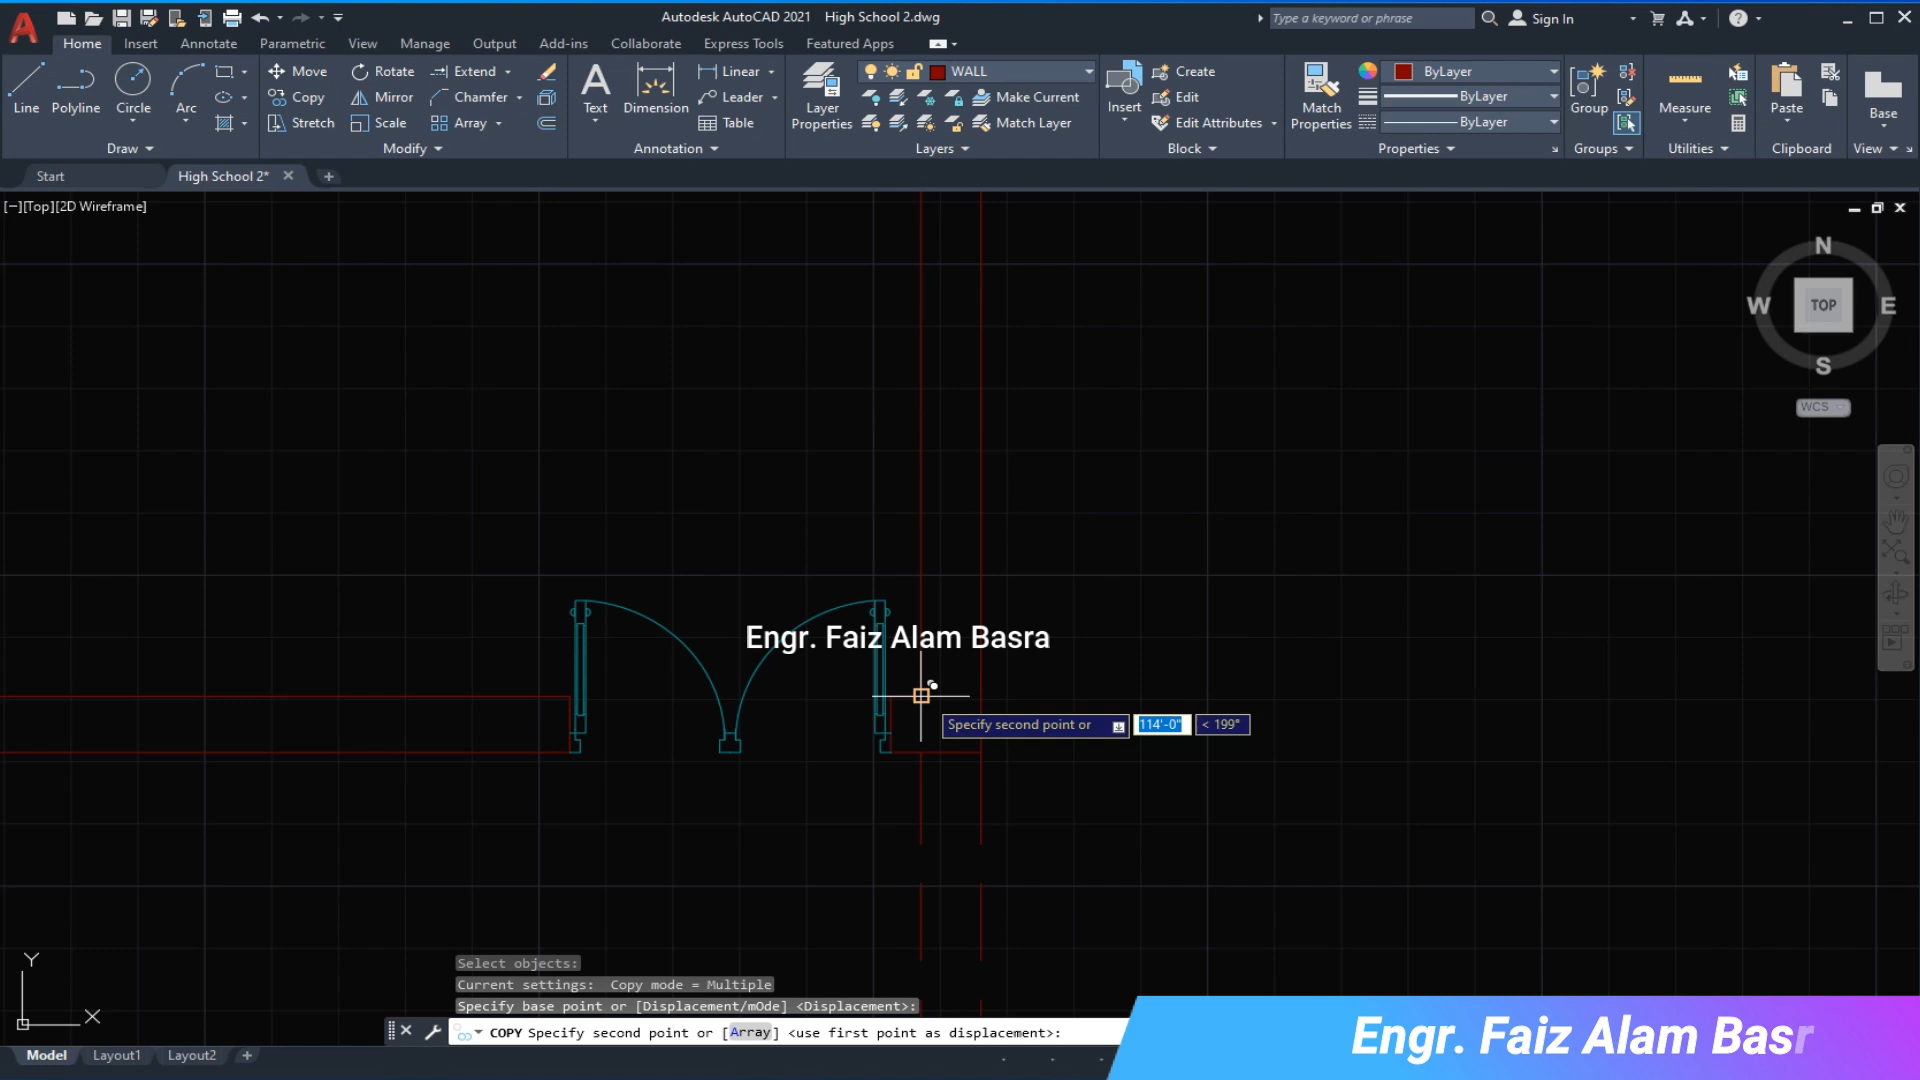 Autodesk AutoCAD 2021 High School 2.dwg
Type a keyword or phrase
Sign In
Home Insert Annotate Parametric View Manage Output Add-ins Collaborate Express Tools Featured Apps
Line Polyline Circle Arc
Draw
Move Rotate Extend
Copy Mirror Chamfer
Stretch Scale Array
Modify
Text Dimension
Linear
Leader
Table
Annotation
Layer Properties
WALL
Make Current
Match Layer
Layers
Insert
Create
Edit
Edit Attributes
Block
Match Properties
ByLayer
ByLayer
ByLayer
Properties
Group
Groups
Measure
Utilities
Paste
Clipboard
Base
View
Start High School 2*
[−][Top][2D Wireframe]
N
W TOP E
S
WCS
Engr. Faiz Alam Basra
Specify second point or 114'-0" < 199°
Y
X
Select objects:
Current settings: Copy mode = Multiple
Specify base point or [Displacement/mOde] <Displacement>:
COPY Specify second point or [Array] <use first point as displacement>:
Engr. Faiz Alam Basr
Model Layout1 Layout2